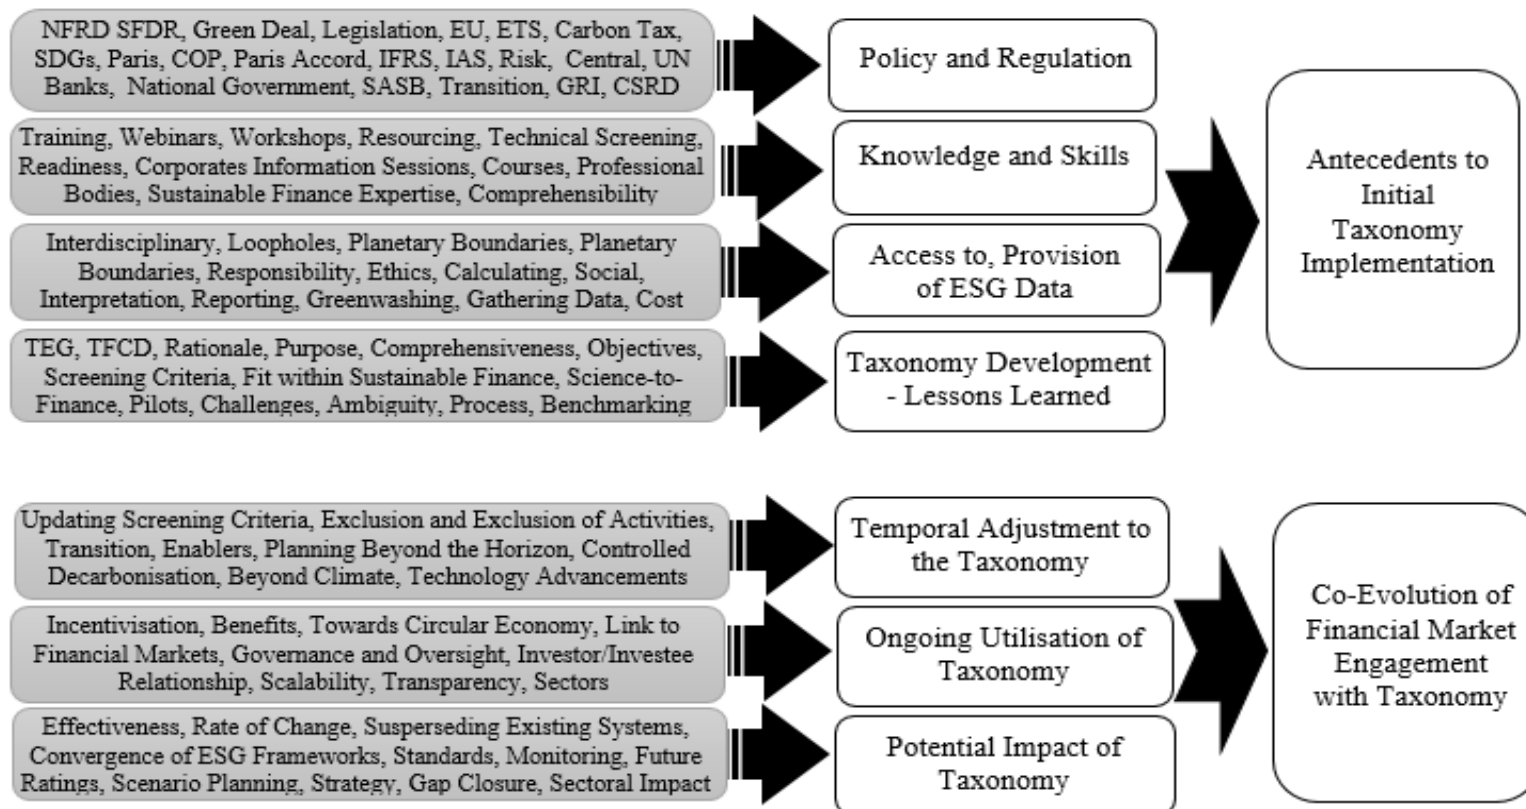 NFRD SFDR, Green Deal, Legislation, EU, ETS, Carbon Tax,
SDGs, Paris, COP, Paris Accord, IFRS, IAS, Risk, Central, UN
Banks, National Government, SASB, Transition, GRI, CSRD
Policy and Regulation
Training, Webinars, Workshops, Resourcing, Technical Screening,
Readiness, Corporates Information Sessions, Courses, Professional
Bodies, Sustainable Finance Expertise, Comprehensibility
Knowledge and Skills
Interdisciplinary, Loopholes, Planetary Boundaries, Planetary
Boundaries, Responsibility, Ethics, Calculating, Social,
Interpretation, Reporting, Greenwashing, Gathering Data, Cost
Access to, Provision
of ESG Data
TEG, TFCD, Rationale, Purpose, Comprehensiveness, Objectives,
Screening Criteria, Fit within Sustainable Finance, Science-to-
Finance, Pilots, Challenges, Ambiguity, Process, Benchmarking
Taxonomy Development
- Lessons Learned
Antecedents to
Initial
Taxonomy
Implementation
Updating Screening Criteria, Exclusion and Exclusion of Activities,
Transition, Enablers, Planning Beyond the Horizon, Controlled
Decarbonisation, Beyond Climate, Technology Advancements
Temporal Adjustment to
the Taxonomy
Incentivisation, Benefits, Towards Circular Economy, Link to
Financial Markets, Governance and Oversight, Investor/Investee
Relationship, Scalability, Transparency, Sectors
Ongoing Utilisation of
Taxonomy
Effectiveness, Rate of Change, Susperseding Existing Systems,
Convergence of ESG Frameworks, Standards, Monitoring, Future
Ratings, Scenario Planning, Strategy, Gap Closure, Sectoral Impact
Potential Impact of
Taxonomy
Co-Evolution of
Financial Market
Engagement
with Taxonomy